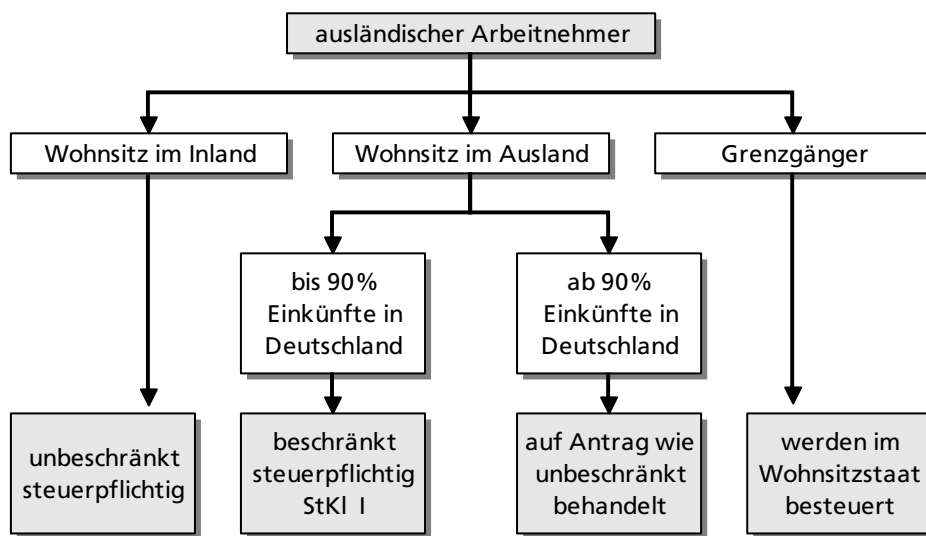 ausländischer Arbeitnehmer
Wohnsitz im Inland
Wohnsitz im Ausland
Grenzgänger
bis 90%
Einkünfte in
Deutschland
ab 90%
Einkünfte in
Deutschland
unbeschränkt
steuerpflichtig
beschränkt
steuerpflichtig
StKl I
auf Antrag wie
unbeschränkt
behandelt
werden im
Wohnsitzstaat
besteuert